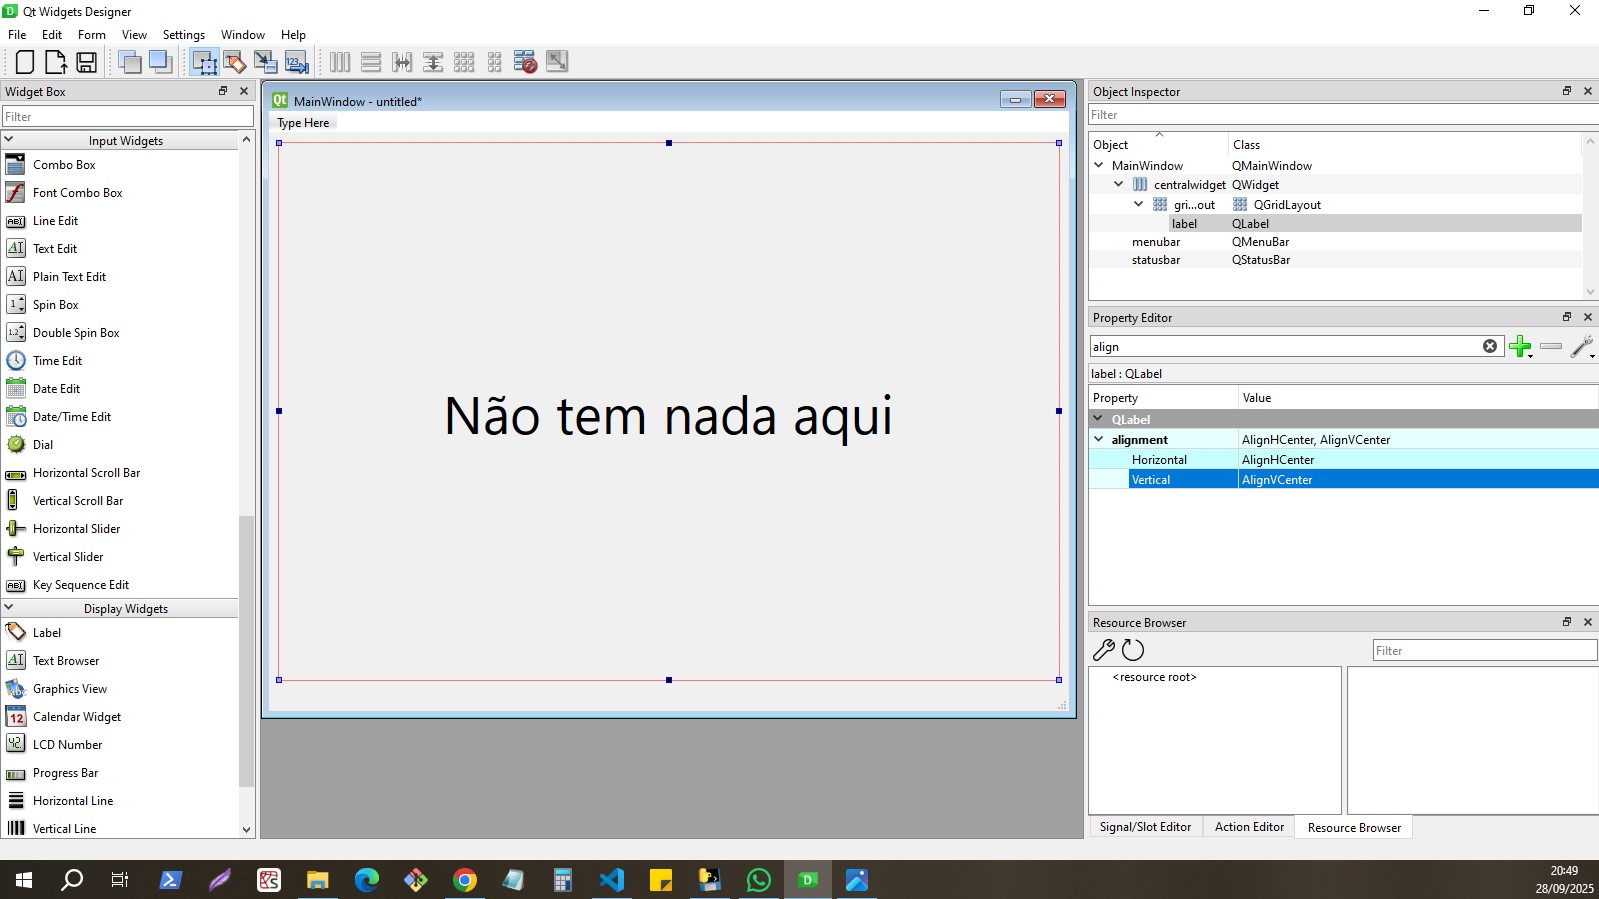 Qt Widgets Designer
File Edit Form View Settings Window Help
Widget Box
Filter
Input Widgets
Combo Box
Font Combo Box
Line Edit
Text Edit
Plain Text Edit
Spin Box
Double Spin Box
Time Edit
Date Edit
Date/Time Edit
Dial
Horizontal Scroll Bar
Vertical Scroll Bar
Horizontal Slider
Vertical Slider
Key Sequence Edit
Display Widgets
Label
Text Browser
Graphics View
Calendar Widget
LCD Number
Progress Bar
Horizontal Line
Vertical Line
MainWindow - untitled*
Type Here
Não tem nada aqui
Object Inspector
Filter
Object Class
MainWindow QMainWindow
centralwidget QWidget
gri...out QGridLayout
label QLabel
menubar QMenuBar
statusbar QStatusBar
Property Editor
align
label : QLabel
Property Value
QLabel
alignment AlignHCenter, AlignVCenter
Horizontal AlignHCenter
Vertical AlignVCenter
Resource Browser
Filter
<resource root>
Signal/Slot Editor Action Editor Resource Browser
20:49
28/09/2025